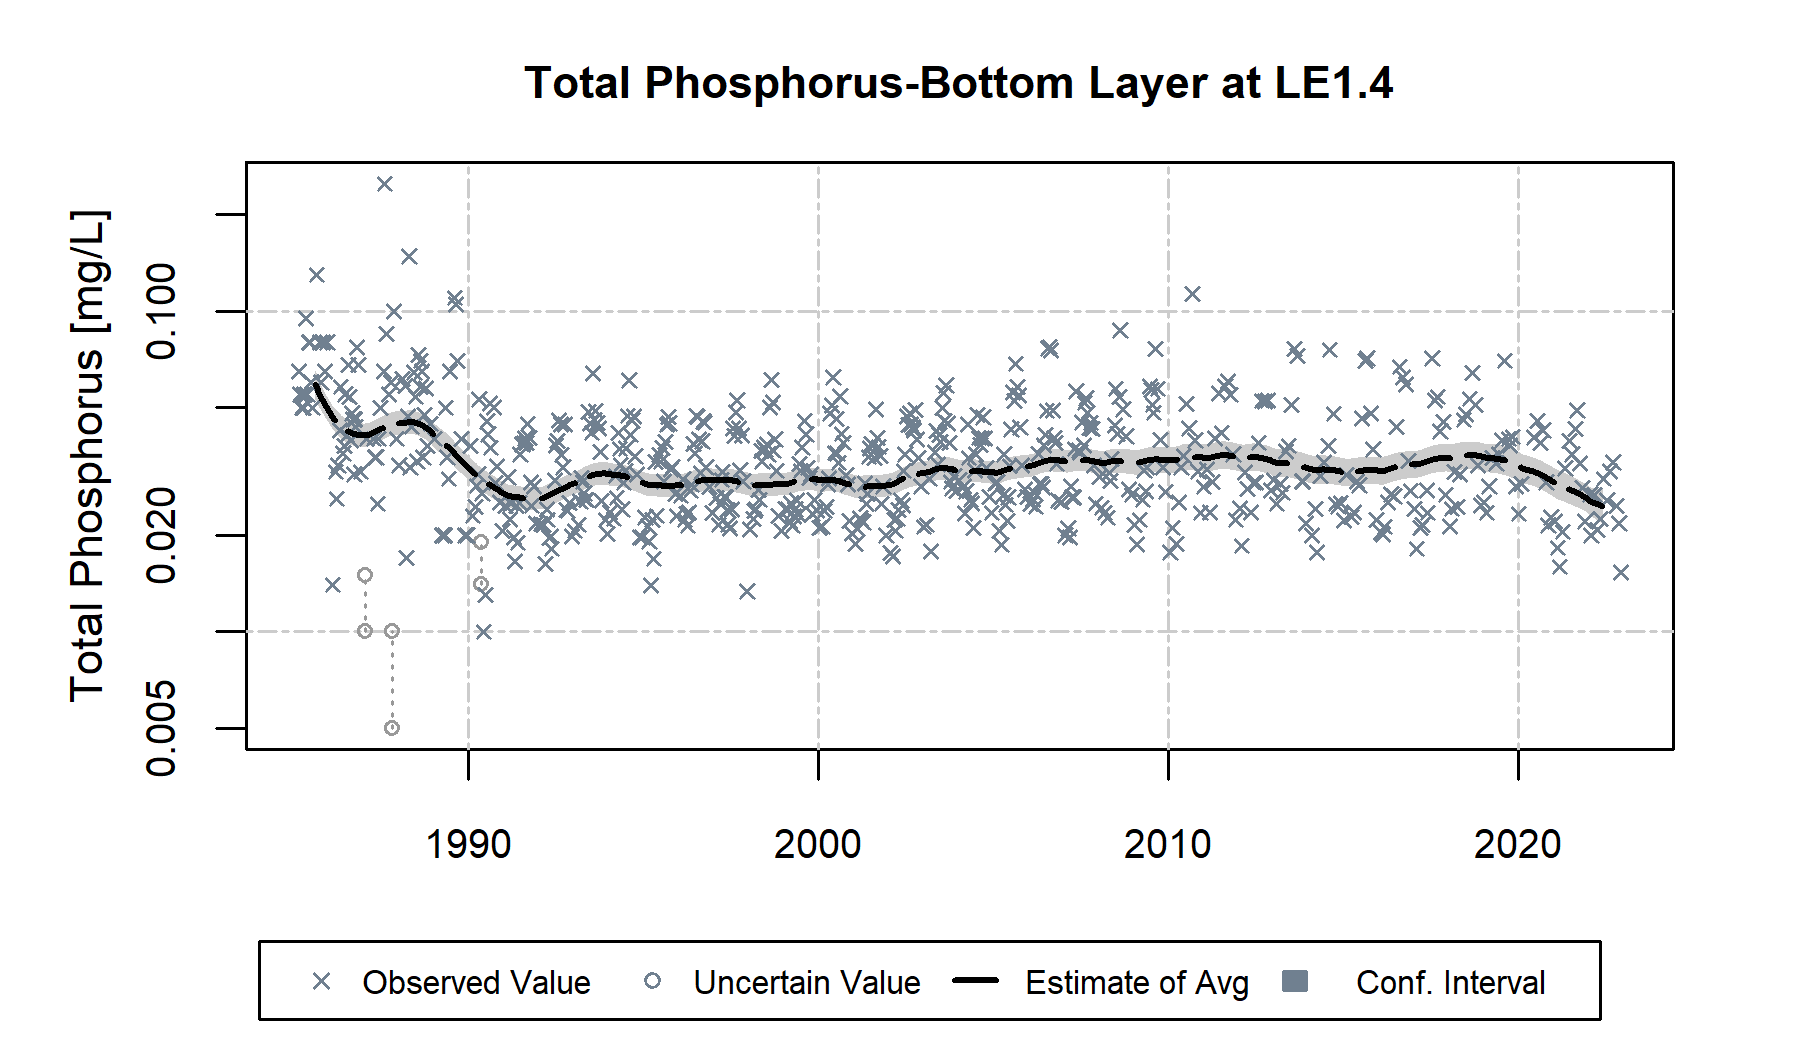 Total Phosphorus-Bottom Layer at LE1.4
Total Phosphorus [mg/L]
0.100
0.020
0.005
1990 2000 2010 2020
Observed Value Uncertain Value Estimate of Avg Conf. Interval